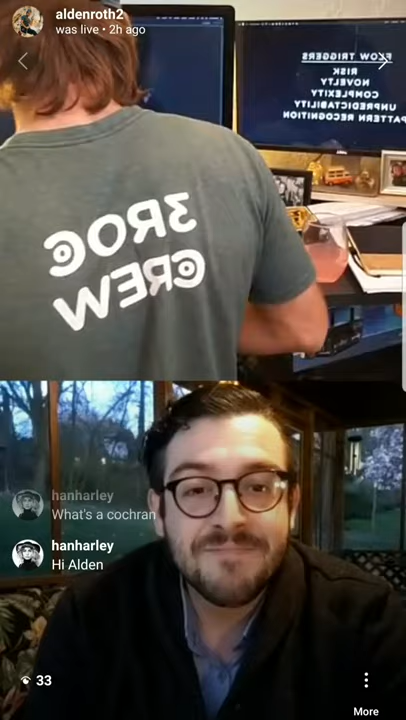 aldenroth2
was live • 2h ago
FLOW TRIGGERS
RISK
NOVELTY
COMPLEXITY
UNPREDICTABILITY
PATTERN RECOGNITION
3ROC
CREW
hanharley
What's a cochran
hanharley
Hi Alden
33
More